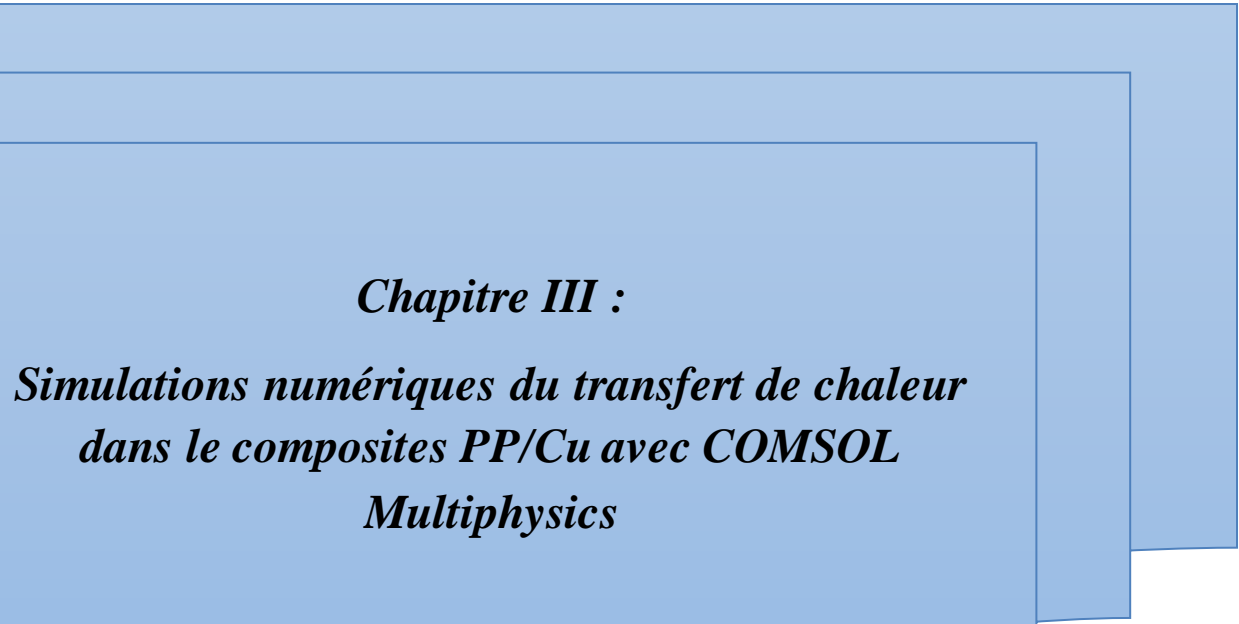 Chapitre III :
Simulations numériques du transfert de chaleur
dans le composites PP/Cu avec COMSOL
Multiphysics